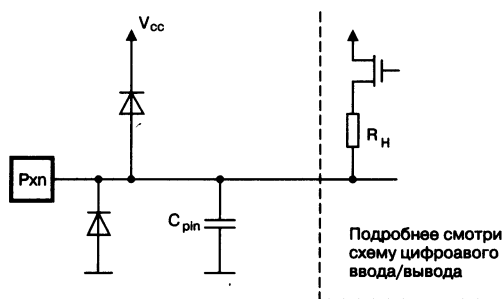 Vcc
Pxn
Cpin
RH
Подробнее смотри
схему цифроавого
ввода/вывода